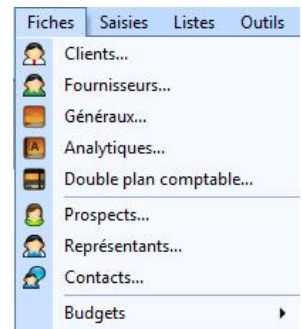 Fiches Saisies Listes Outils
Clients...
Fournisseurs...
Généraux...
A Analytiques...
Double plan comptable...
Prospects...
Représentants...
Contacts...
Budgets